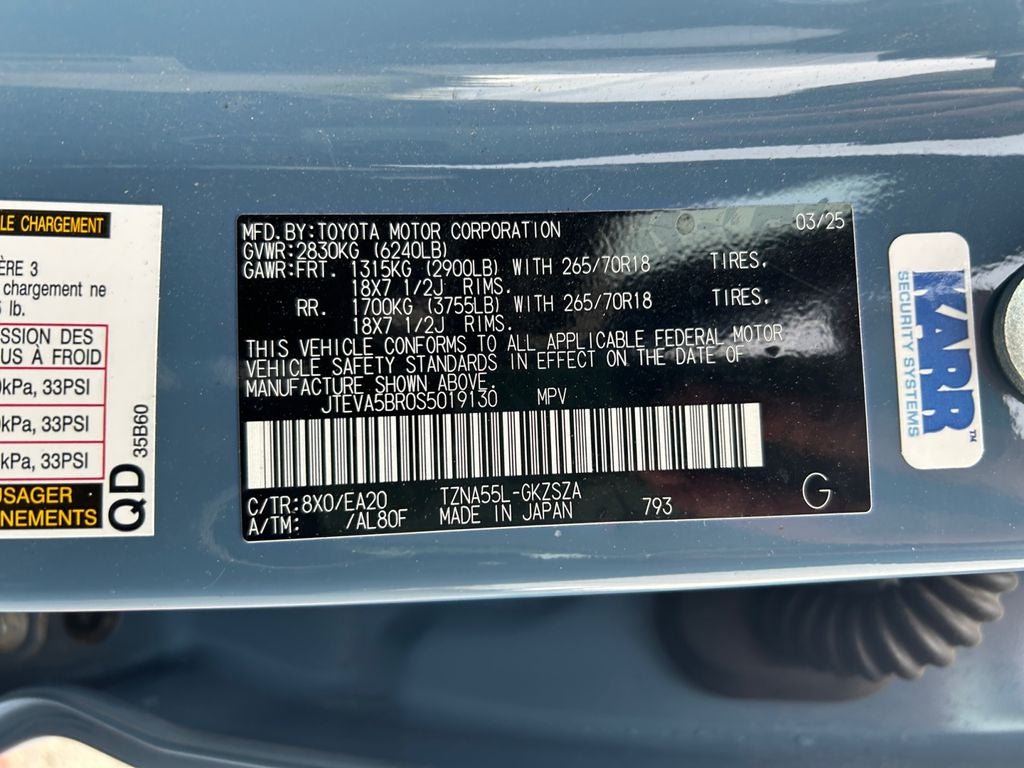 LE CHARGEMENT
ÈRE 3
chargement ne
lb.
SSION DES
US À FROID
kPa, 33PSI
kPa, 33PSI
kPa, 33PSI
USAGER
NEMENTS
QD
35B60
MFD. BY: TOYOTA MOTOR CORPORATION 03/25
GVWR: 2830KG (6240LB)
GAWR: FRT. 1315KG (2900LB) WITH 265/70R18 TIRES.
18X7 1/2J RIMS.
RR. 1700KG (3755LB) WITH 265/70R18 TIRES.
18X7 1/2J RIMS.
THIS VEHICLE CONFORMS TO ALL APPLICABLE FEDERAL MOTOR
VEHICLE SAFETY STANDARDS IN EFFECT ON THE DATE OF
MANUFACTURE SHOWN ABOVE.
JTEVA5BR0S5019130 MPV
C/TR: 8X0/EA20 TZNA55L-GKZSZA
A/TM: /AL80F MADE IN JAPAN 793
G
KARR™
SECURITY SYSTEMS